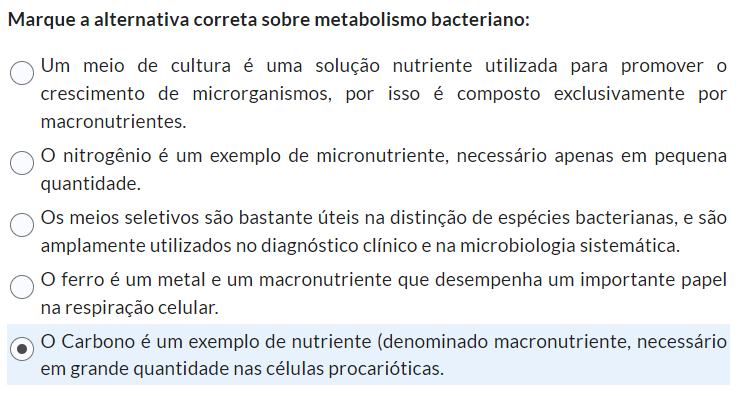 Marque a alternativa correta sobre metabolismo bacteriano:
Um meio de cultura é uma solução nutriente utilizada para promover o
crescimento de microrganismos, por isso é composto exclusivamente por
macronutrientes.
O nitrogênio é um exemplo de micronutriente, necessário apenas em pequena
quantidade.
Os meios seletivos são bastante úteis na distinção de espécies bacterianas, e são
amplamente utilizados no diagnóstico clínico e na microbiologia sistemática.
O ferro é um metal e um macronutriente que desempenha um importante papel
na respiração celular.
O Carbono é um exemplo de nutriente (denominado macronutriente, necessário
em grande quantidade nas células procarióticas.